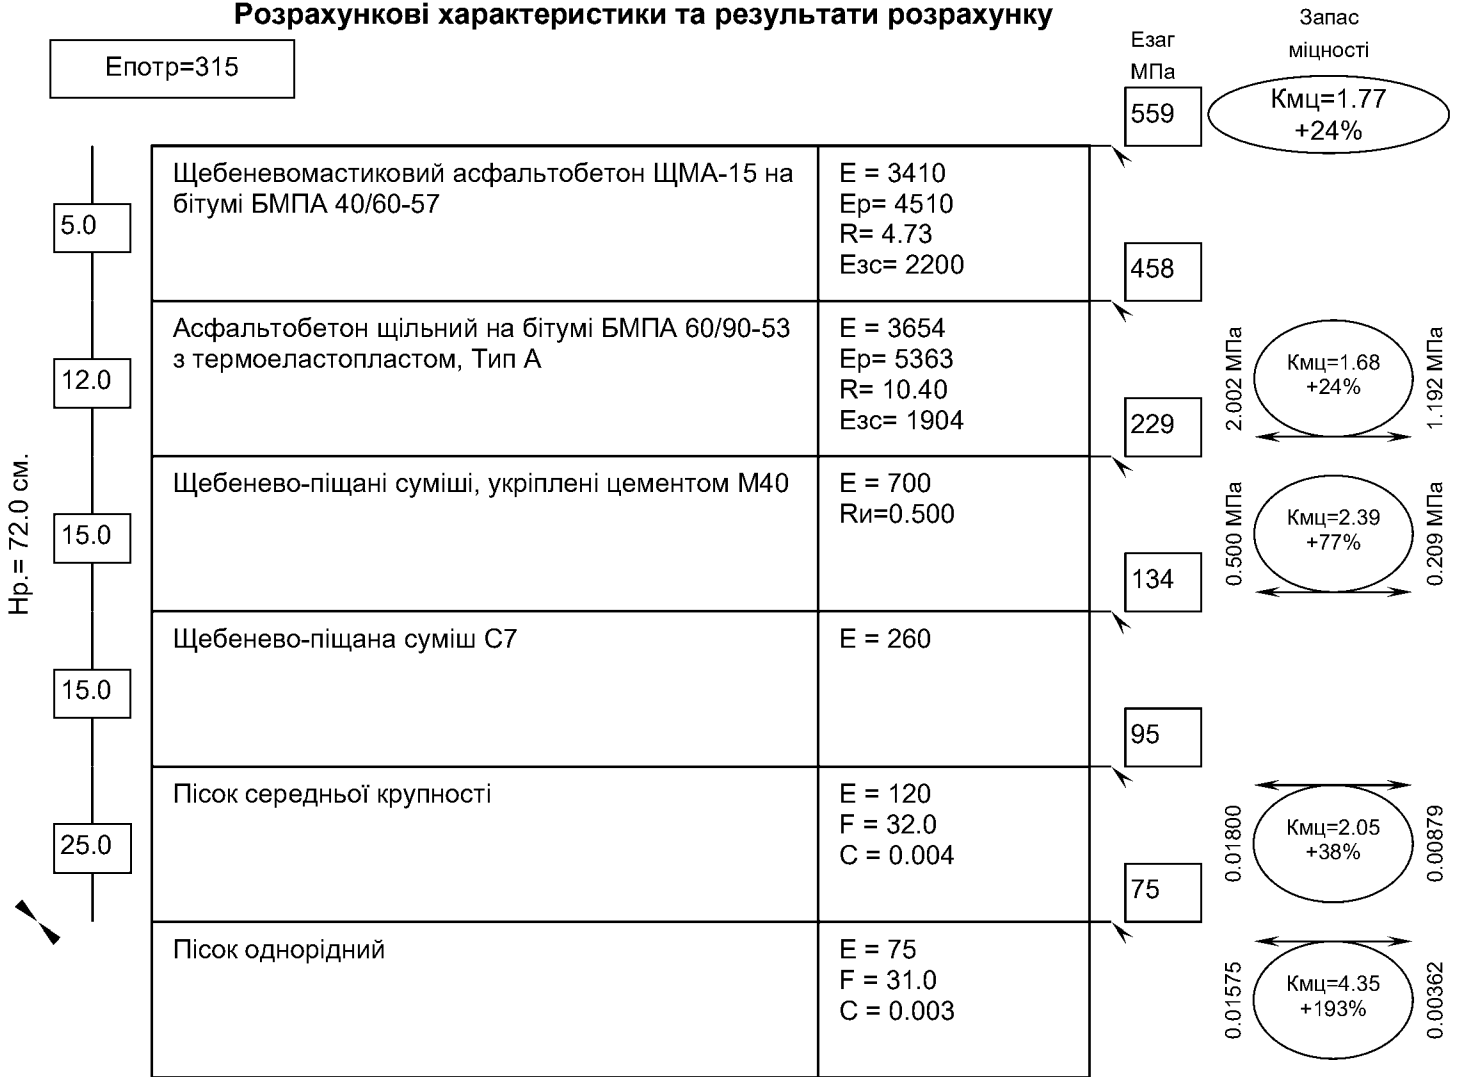 Розрахункові характеристики та результати розрахунку
Епотр=315
Езаг
МПа
Запас
міцності
559
Кмц=1.77
+24%
5.0
Щебеневомастиковий асфальтобетон ЩМА-15 на
бітумі БМПА 40/60-57
E = 3410
Ep= 4510
R= 4.73
Езс= 2200
458
12.0
Асфальтобетон щільний на бітумі БМПА 60/90-53
з термоеластопластом, Тип А
E = 3654
Ep= 5363
R= 10.40
Езс= 1904
229
2.002 МПа
Кмц=1.68
+24%
1.192 МПа
Нр.= 72.0 см.
15.0
Щебенево-піщані суміші, укріплені цементом М40
E = 700
Rи=0.500
134
0.500 МПа
Кмц=2.39
+77%
0.209 МПа
15.0
Щебенево-піщана суміш С7
E = 260
95
25.0
Пісок середньої крупності
E = 120
F = 32.0
C = 0.004
75
0.01800
Кмц=2.05
+38%
0.00879
Пісок однорідний
E = 75
F = 31.0
C = 0.003
0.01575
Кмц=4.35
+193%
0.00362